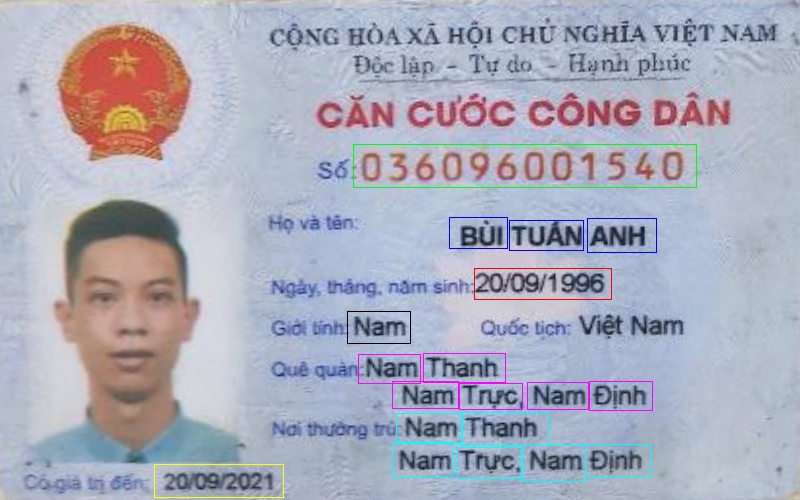 CỘNG HÒA XÃ HỘI CHỦ NGHĨA VIỆT NAM
Độc lập - Tự do - Hạnh phúc
CĂN CƯỚC CÔNG DÂN
Số: 036096001540
Họ và tên: BÙI TUẤN ANH
Ngày, tháng, năm sinh: 20/09/1996
Giới tính: Nam Quốc tịch: Việt Nam
Quê quán: Nam Thanh
Nam Trực, Nam Định
Nơi thường trú: Nam Thanh
Nam Trực, Nam Định
Có giá trị đến: 20/09/2021